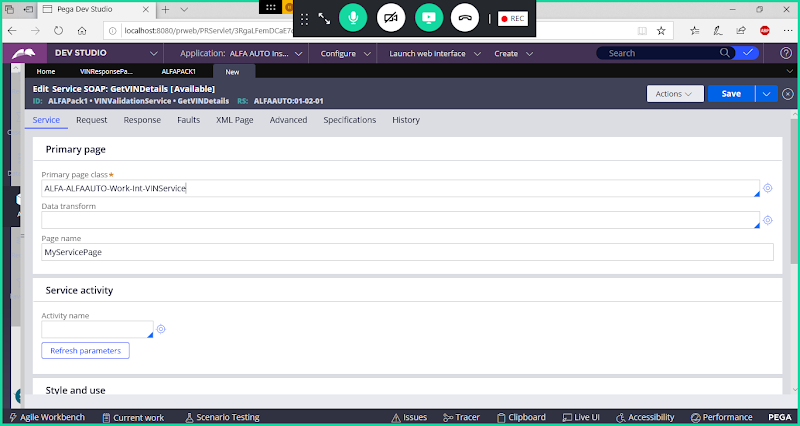 Pega Dev Studio
REC
localhost:8080/prweb/PRServlet/3RgaLFemDCaE7
DEV STUDIO
Application: ALFA AUTO Ins...
Configure
Launch web Interface
Create
Search
Home
VINResponsePa...
ALFAPACK1
New
Edit Service SOAP: GetVINDetails [Available]
ID: ALFAPack1 • VINValidationService • GetVINDetails RS: ALFAAUTO:01-02-01
Actions
Save
Service
Request
Response
Faults
XML Page
Advanced
Specifications
History
Primary page
Primary page class★
ALFA-ALFAAUTO-Work-Int-VINService
Data transform
Page name
MyServicePage
Service activity
Activity name
Refresh parameters
Style and use
Agile Workbench
Current work
Scenario Testing
Issues
Tracer
Clipboard
Live UI
Accessibility
Performance
PEGA